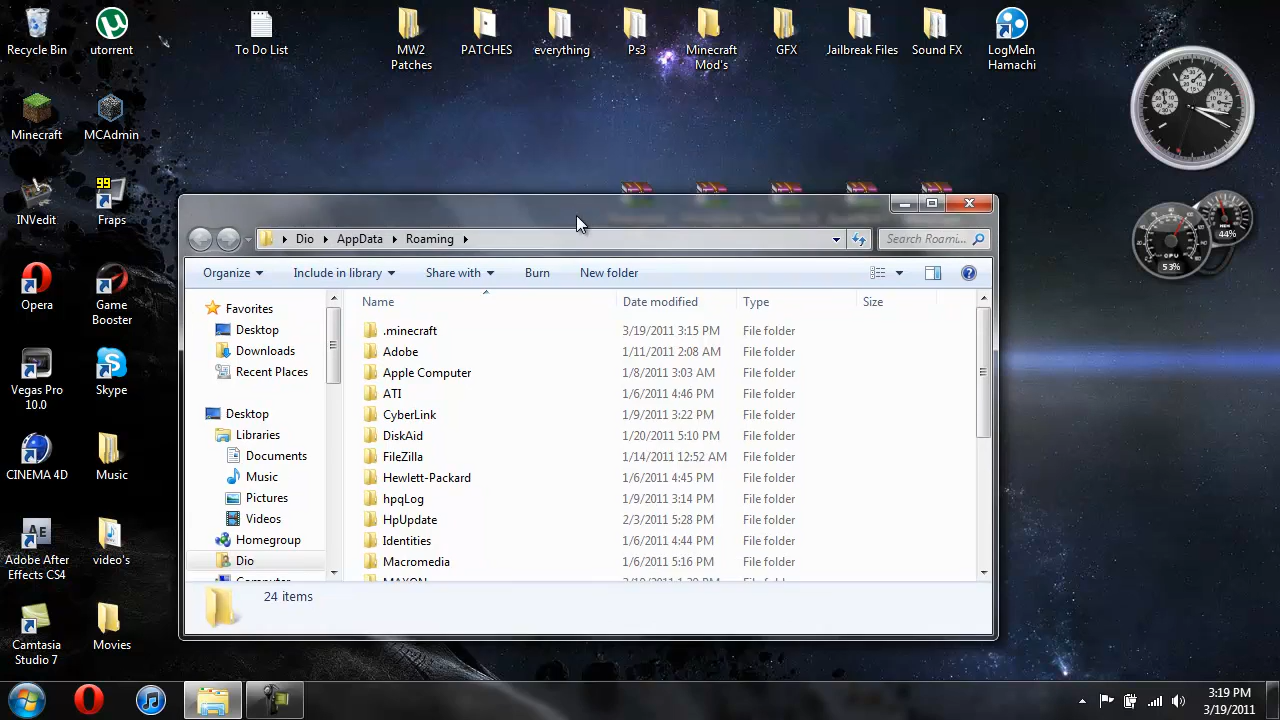 Recycle Bin
utorrent
To Do List
MW2
Patches
PATCHES
everything
Ps3
Minecraft
Mod's
GFX
Jailbreak Files
Sound FX
LogMeIn
Hamachi
Minecraft
MCAdmin
INVedit
99
Fraps
Opera
Game
Booster
Vegas Pro
10.0
Skype
CINEMA 4D
Music
AE
Adobe After
Effects CS4
video's
Camtasia
Studio 7
Movies
44%
CPU
53%
Dio
AppData
Roaming
Search Roami...
Organize
Include in library
Share with
Burn
New folder
Favorites
Desktop
Downloads
Recent Places
Desktop
Libraries
Documents
Music
Pictures
Videos
Homegroup
Dio
Computer
Name Date modified Type Size
.minecraft 3/19/2011 3:15 PM File folder
Adobe 1/11/2011 2:08 AM File folder
Apple Computer 1/8/2011 3:03 AM File folder
ATI 1/6/2011 4:46 PM File folder
CyberLink 1/9/2011 3:22 PM File folder
DiskAid 1/20/2011 5:10 PM File folder
FileZilla 1/14/2011 12:52 AM File folder
Hewlett-Packard 1/6/2011 4:45 PM File folder
hpqLog 1/9/2011 3:14 PM File folder
HpUpdate 2/3/2011 5:28 PM File folder
Identities 1/6/2011 4:44 PM File folder
Macromedia 1/6/2011 5:16 PM File folder
MAXON File folder
24 items
3:19 PM
3/19/2011